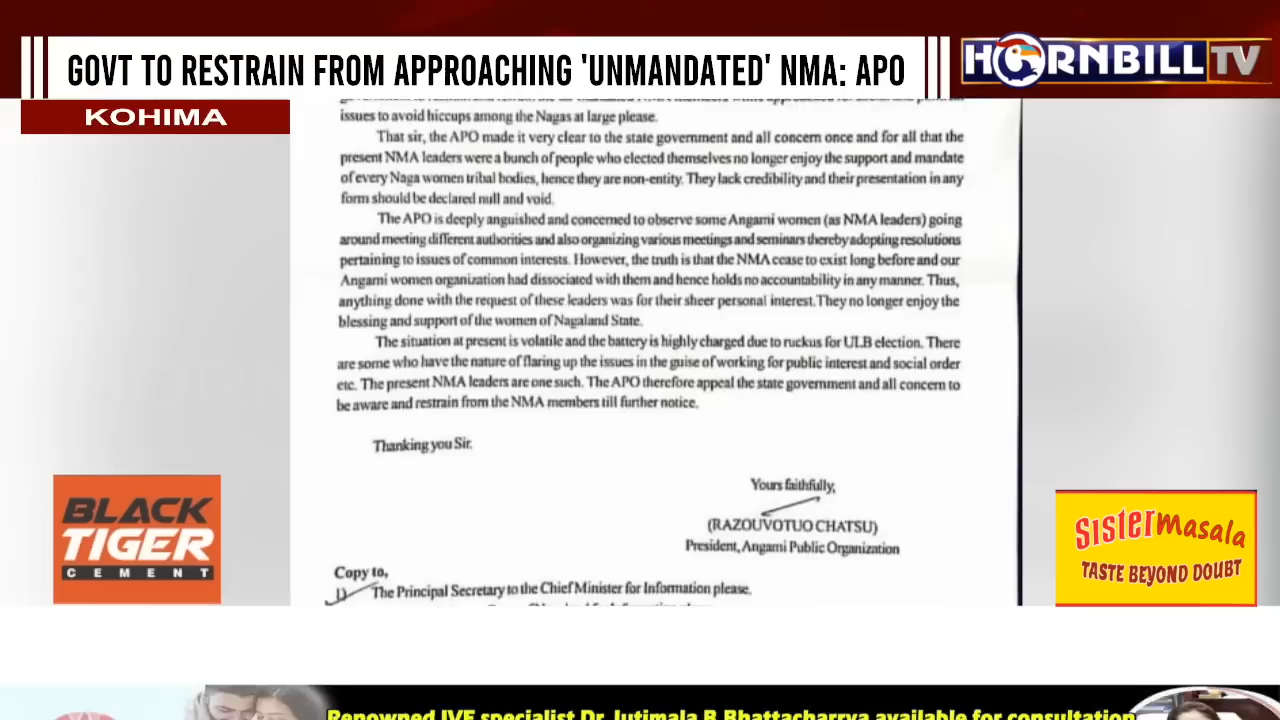 GOVT TO RESTRAIN FROM APPROACHING 'UNMANDATED' NMA: APO
HORNBILL TV
KOHIMA
issues to avoid hiccups among the Nagas at large please.
That sir, the APO made it very clear to the state government and all concern once and for all that the
present NMA leaders were a bunch of people who elected themselves no longer enjoy the support and mandate
of every Naga women tribal bodies, hence they are non-entity. They lack credibility and their presentation in any
form should be declared null and void.
The APO is deeply anguished and concerned to observe some Angami women (as NMA leaders) going
around meeting different authorities and also organizing various meetings and seminars thereby adopting resolutions
pertaining to issues of common interests. However, the truth is that the NMA cease to exist long before and our
Angami women organization had dissociated with them and hence holds no accountability in any manner. Thus,
anything done with the request of these leaders was for their sheer personal interest. They no longer enjoy the
blessing and support of the women of Nagaland State.
The situation at present is volatile and the battery is highly charged due to ruckus for ULB election. There
are some who have the nature of flaring up the issues in the guise of working for public interest and social order
etc. The present NMA leaders are one such. The APO therefore appeal the state government and all concern to
be aware and restrain from the NMA members till further notice.
Thanking you Sir.
Yours faithfully,
(RAZOUVOTUO CHATSU)
President, Angami Public Organization
Copy to,
1) The Principal Secretary to the Chief Minister for Information please.
BLACK
TIGER
CEMENT
Sister masala
TASTE BEYOND DOUBT
Renowned IVF specialist Dr Jutimala B Bhattacharrya available for consultation